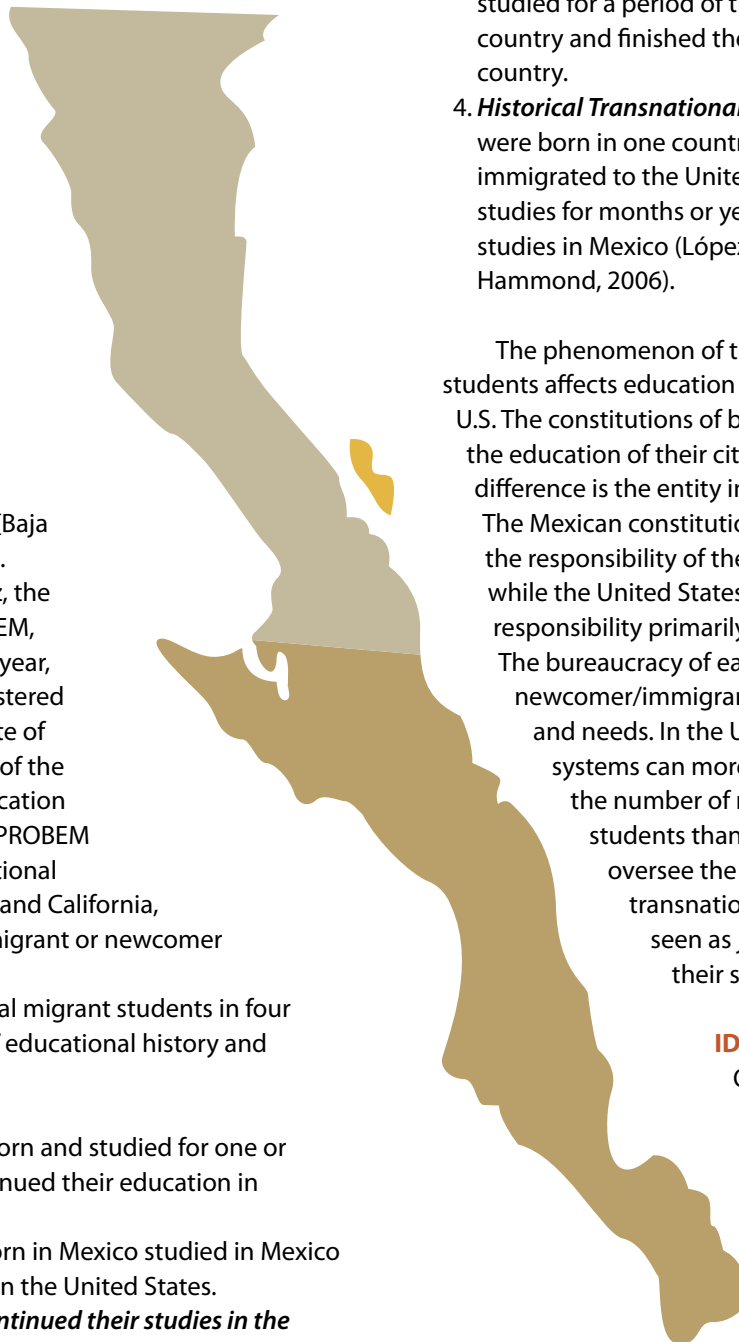 (Baja
.
z, the
EM,
year,
stered
te of
of the
cation
PROBEM
tional
and California,
nigrant or newcomer
al migrant students in four
f educational history and
orn and studied for one or
nued their education in
orn in Mexico studied in Mexico
n the United States.
ntinued their studies in the
studied for a period of t
country and finished the
country.
4. Historical Transnational
were born in one countr
immigrated to the Unite
studies for months or ye
studies in Mexico (López
Hammond, 2006).
The phenomenon of t
students affects education
U.S. The constitutions of b
the education of their cit
difference is the entity in
The Mexican constitutio
the responsibility of the
while the United States
responsibility primarily
The bureaucracy of ea
newcomer/immigran
and needs. In the U
systems can more
the number of r
students than
oversee the
transnatio
seen as j
their s
ID